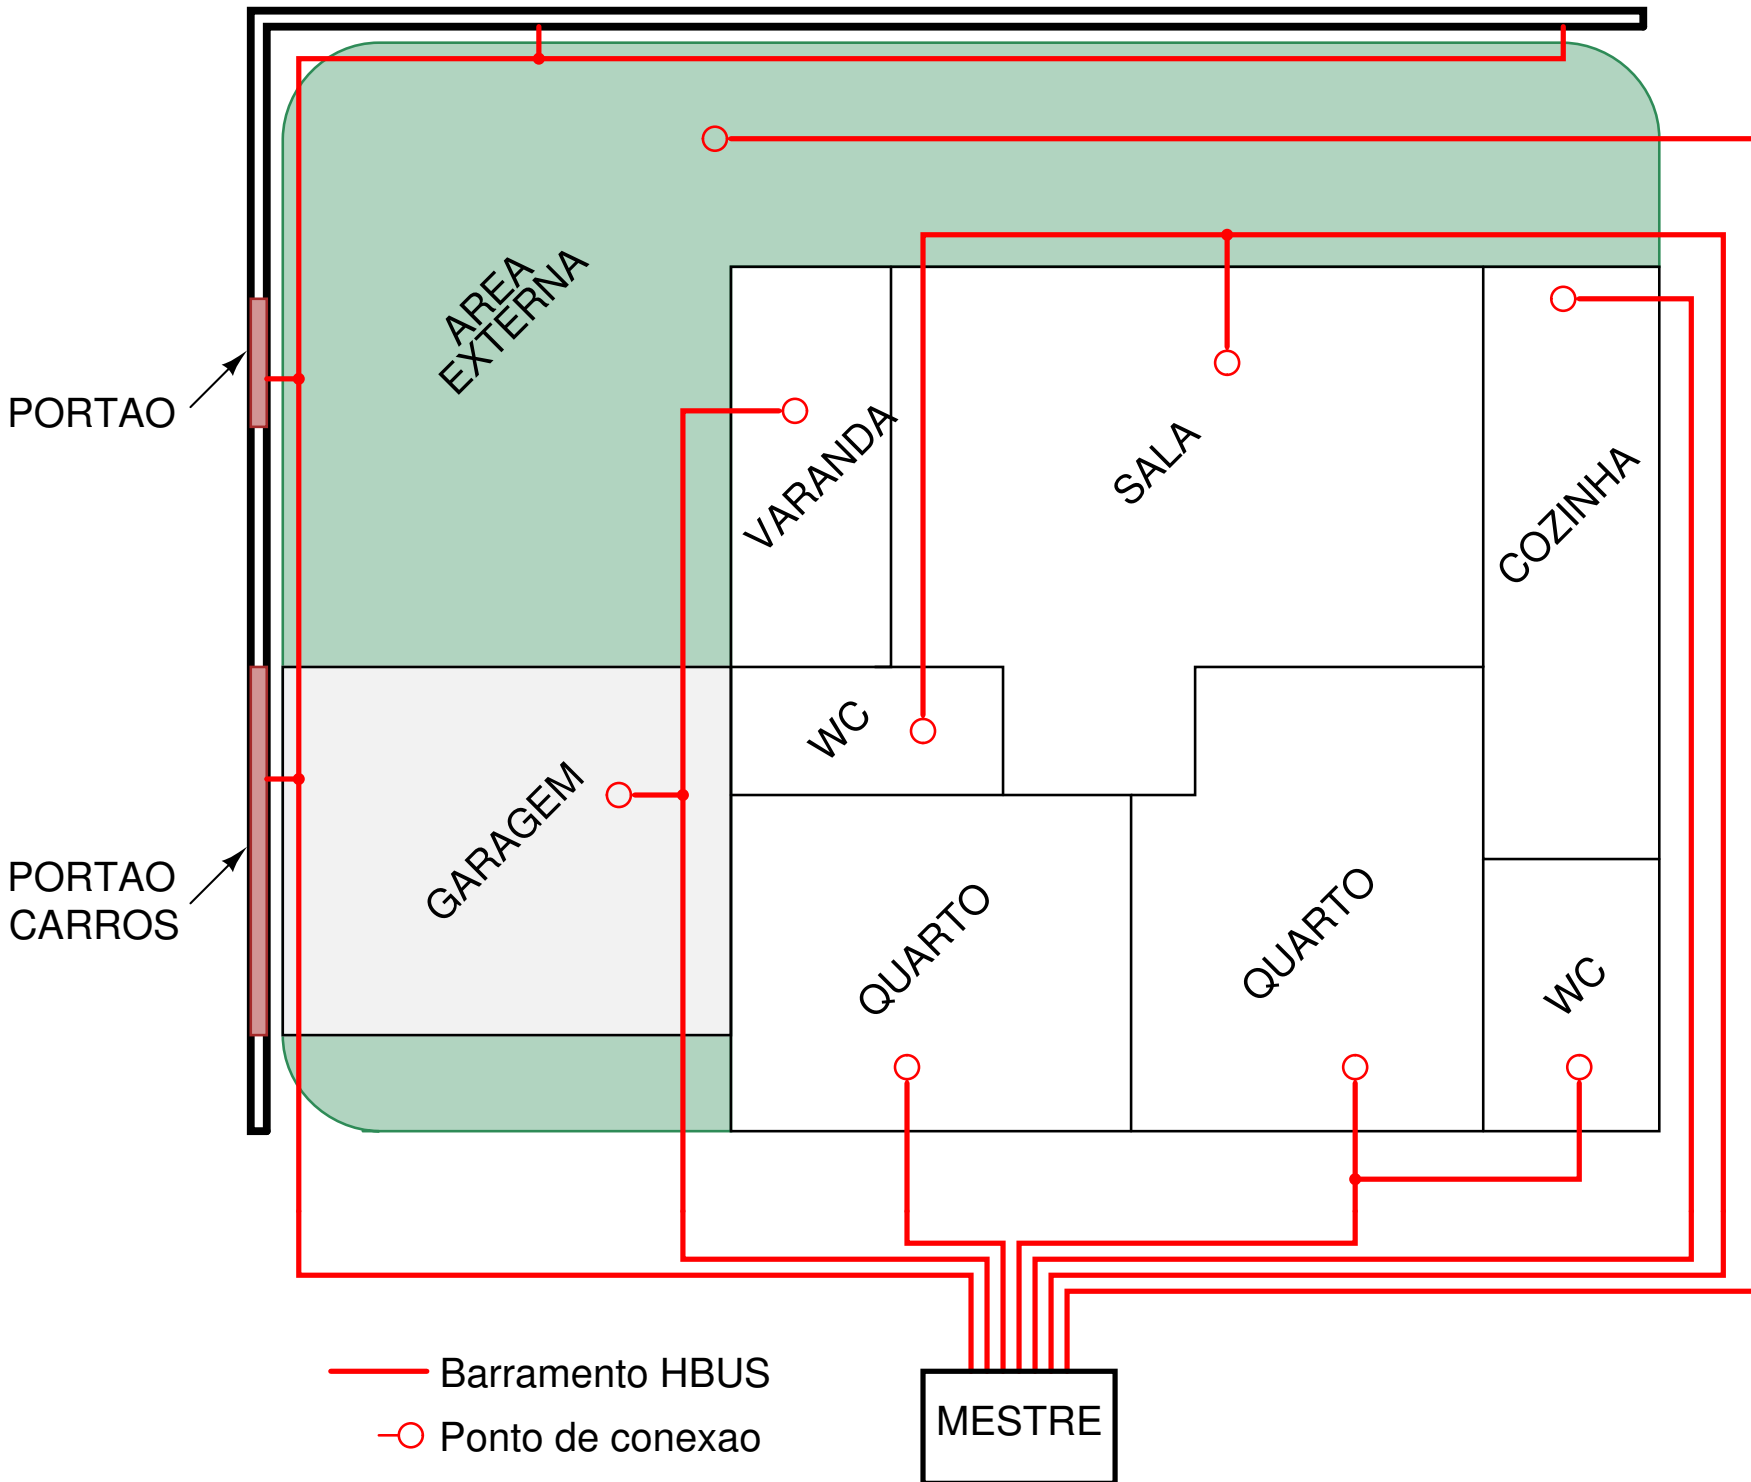 AREA
EXTERNA
PORTAO
VARANDA
SALA
COZINHA
WC
GARAGEM
PORTAO
CARROS
QUARTO
QUARTO
WC
Barramento HBUS
Ponto de conexao
MESTRE